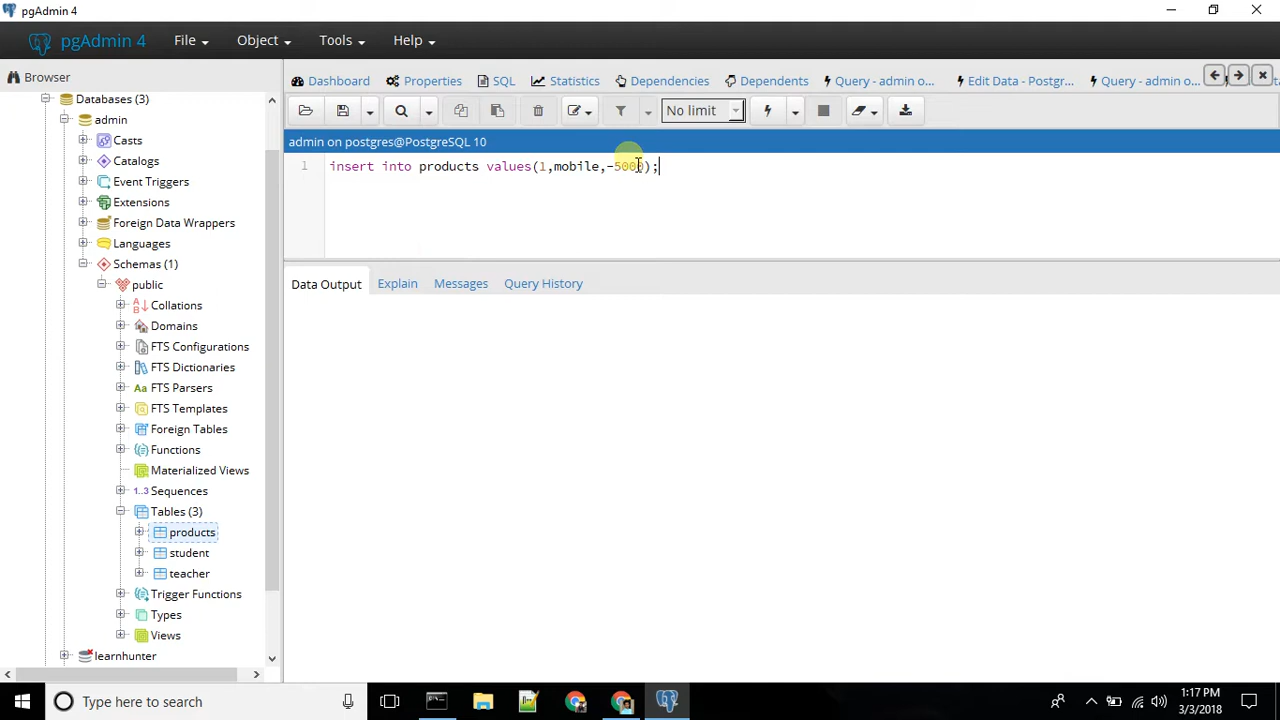 pgAdmin 4
pgAdmin 4 File Object Tools Help
Browser
Dashboard Properties SQL Statistics Dependencies Dependents Query - admin o... Edit Data - Postgr... Query - admin o...
No limit
admin on postgres@PostgreSQL 10
1 insert into products values(1,mobile,-5000);
Data Output Explain Messages Query History
Databases (3)
admin
Casts
Catalogs
Event Triggers
Extensions
Foreign Data Wrappers
Languages
Schemas (1)
public
Collations
Domains
FTS Configurations
FTS Dictionaries
Aa FTS Parsers
FTS Templates
Foreign Tables
Functions
Materialized Views
1..3 Sequences
Tables (3)
products
student
teacher
Trigger Functions
Types
Views
learnhunter
Type here to search
1:17 PM
3/3/2018